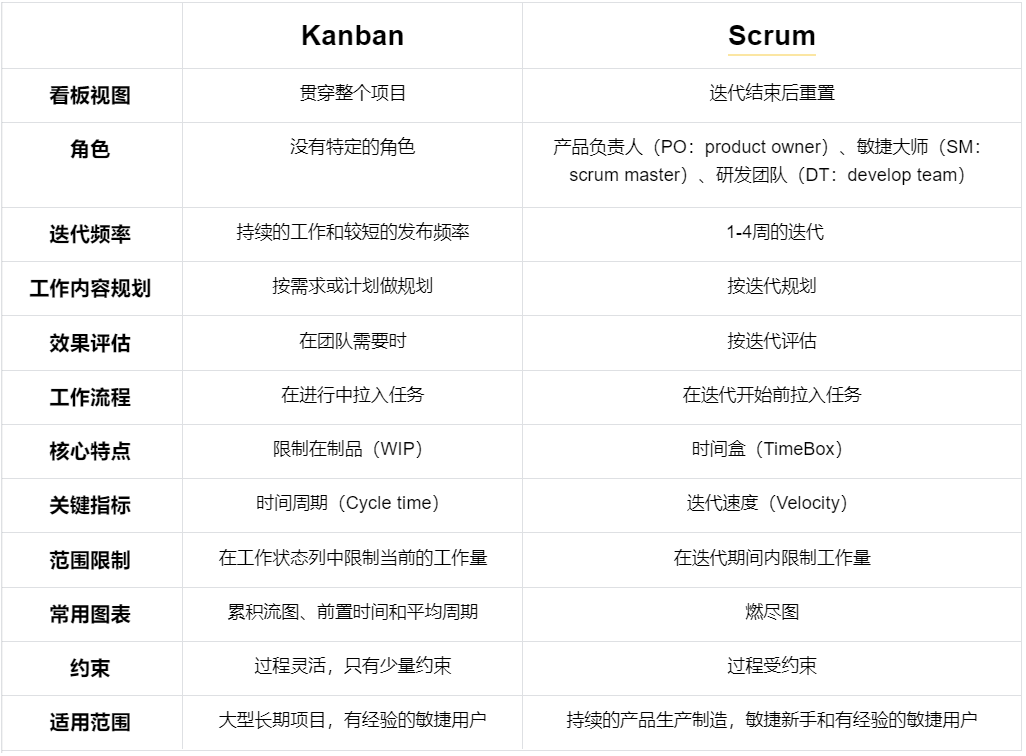 Kanban
Scrum
看板视图
贯穿整个项目
迭代结束后重置
角色
没有特定的角色
产品负责人（PO：product owner）、敏捷大师（SM：
scrum master）、研发团队（DT：develop team）
迭代频率
持续的工作和较短的发布频率
1-4周的迭代
工作内容规划
按需求或计划做规划
按迭代规划
效果评估
在团队需要时
按迭代评估
工作流程
在进行中拉入任务
在迭代开始前拉入任务
核心特点
限制在制品（WIP）
时间盒（TimeBox）
关键指标
时间周期（Cycle time）
迭代速度（Velocity）
范围限制
在工作状态列中限制当前的工作量
在迭代期间内限制工作量
常用图表
累积流图、前置时间和平均周期
燃尽图
约束
过程灵活，只有少量约束
过程受约束
适用范围
大型长期项目，有经验的敏捷用户
持续的产品生产制造，敏捷新手和有经验的敏捷用户